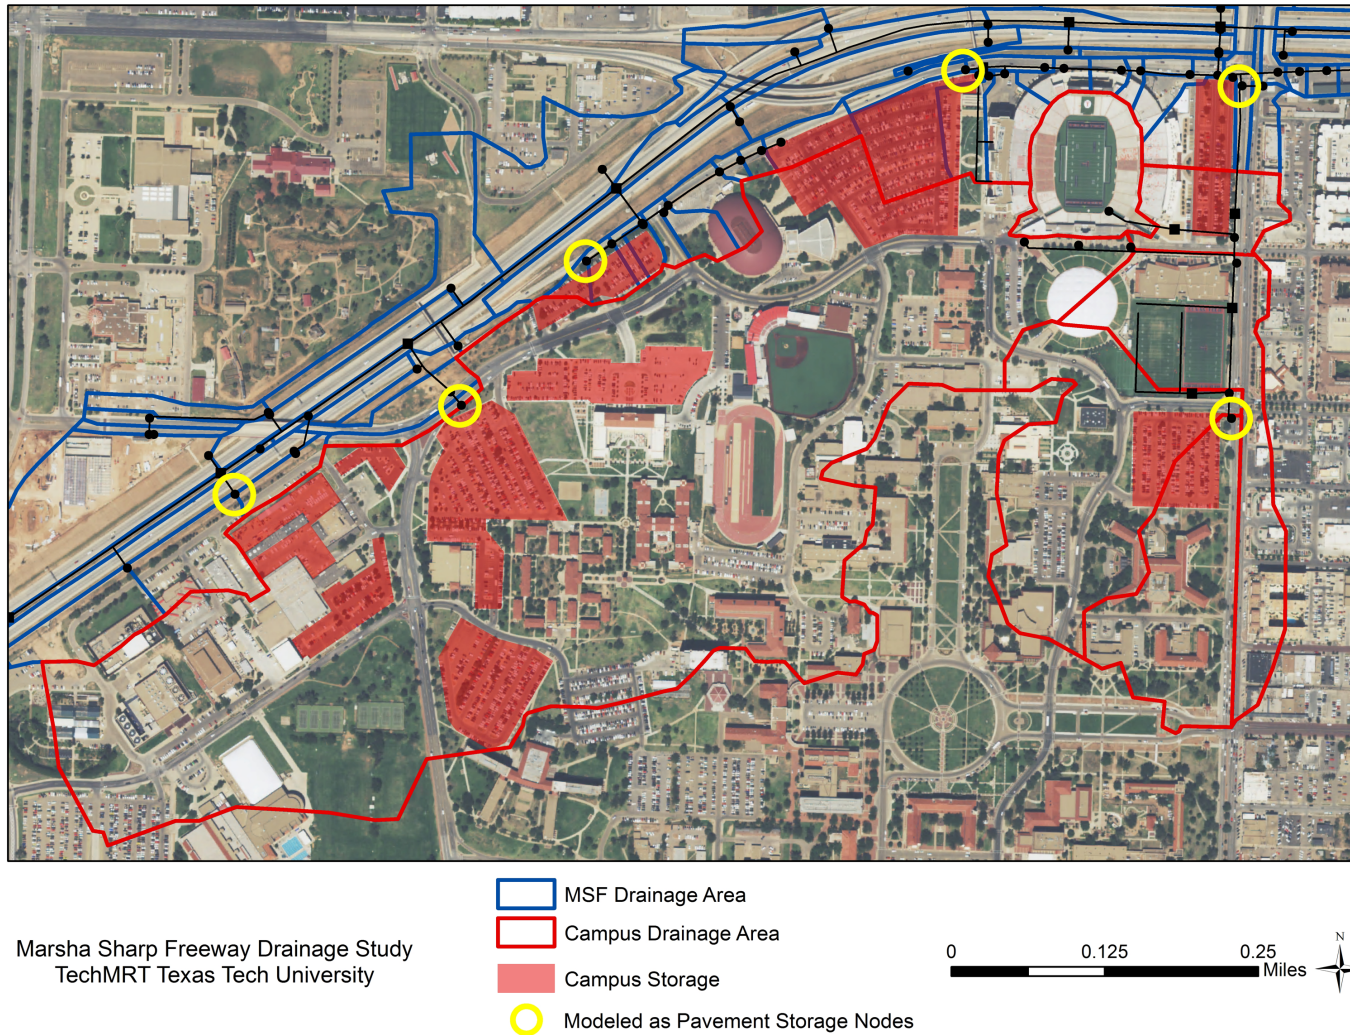 MSF Drainage Area
Campus Drainage Area
Campus Storage
Modeled as Pavement Storage Nodes
Marsha Sharp Freeway Drainage Study
TechMRT Texas Tech University
0 0.125 0.25
Miles
N